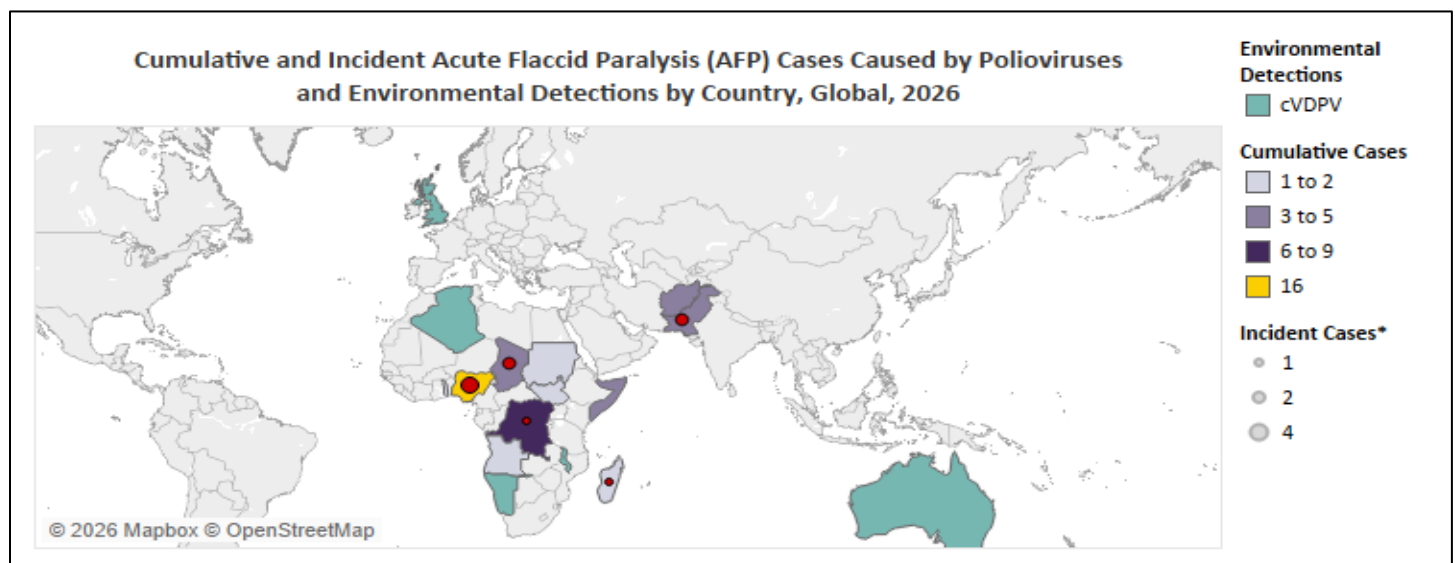 Cumulative and Incident Acute Flaccid Paralysis (AFP) Cases Caused by Polioviruses
and Environmental Detections by Country, Global, 2026
© 2026 Mapbox © OpenStreetMap
Environmental
Detections
cVDPV
Cumulative Cases
1 to 2
3 to 5
6 to 9
16
Incident Cases*
1
2
4